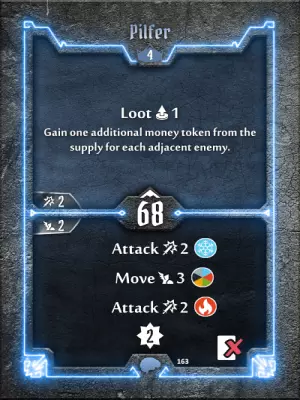 Pilfer
4
Loot 1
Gain one additional money token from the
supply for each adjacent enemy.
2
2
68
Attack 2
Move 3
Attack 2
2
163